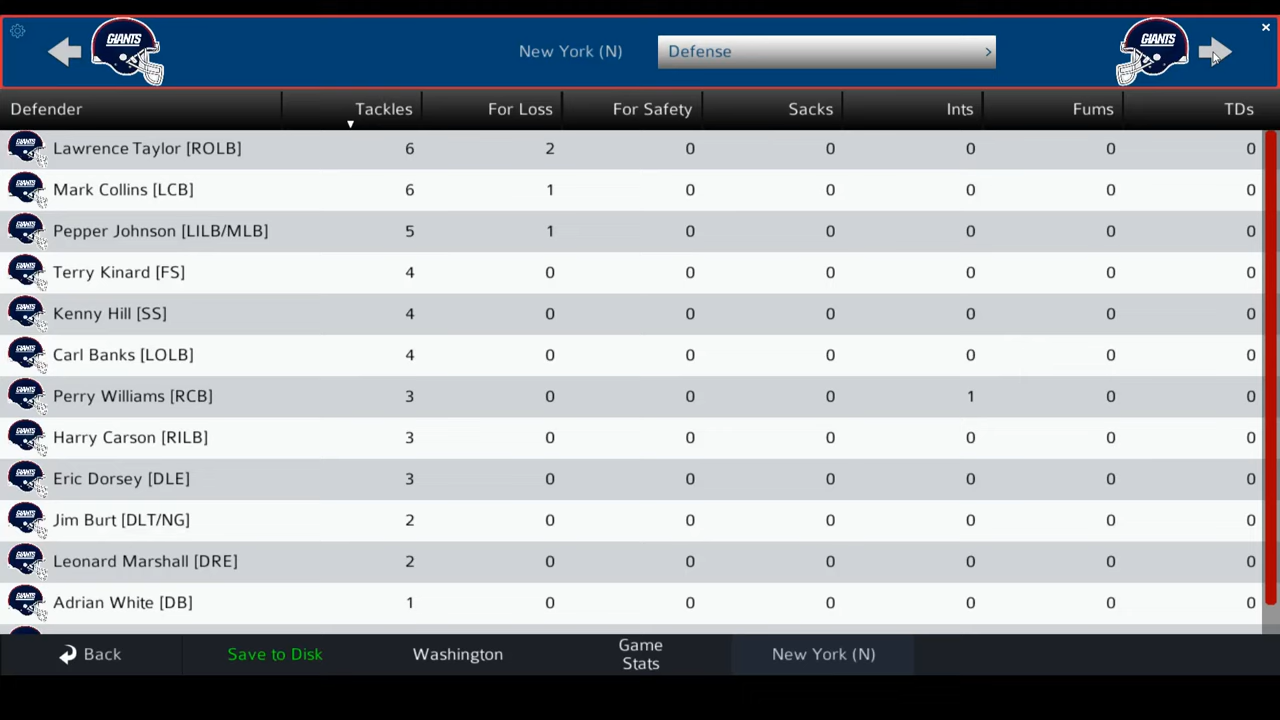 GIANTS New York (N) Defense > GIANTS ×
Defender Tackles For Loss For Safety Sacks Ints Fums TDs
Lawrence Taylor [ROLB] 6 2 0 0 0 0 0
Mark Collins [LCB] 6 1 0 0 0 0 0
Pepper Johnson [LILB/MLB] 5 1 0 0 0 0 0
Terry Kinard [FS] 4 0 0 0 0 0 0
Kenny Hill [SS] 4 0 0 0 0 0 0
Carl Banks [LOLB] 4 0 0 0 0 0 0
Perry Williams [RCB] 3 0 0 0 1 0 0
Harry Carson [RILB] 3 0 0 0 0 0 0
Eric Dorsey [DLE] 3 0 0 0 0 0 0
Jim Burt [DLT/NG] 2 0 0 0 0 0 0
Leonard Marshall [DRE] 2 0 0 0 0 0 0
Adrian White [DB] 1 0 0 0 0 0 0
Back Save to Disk Washington Game Stats New York (N)